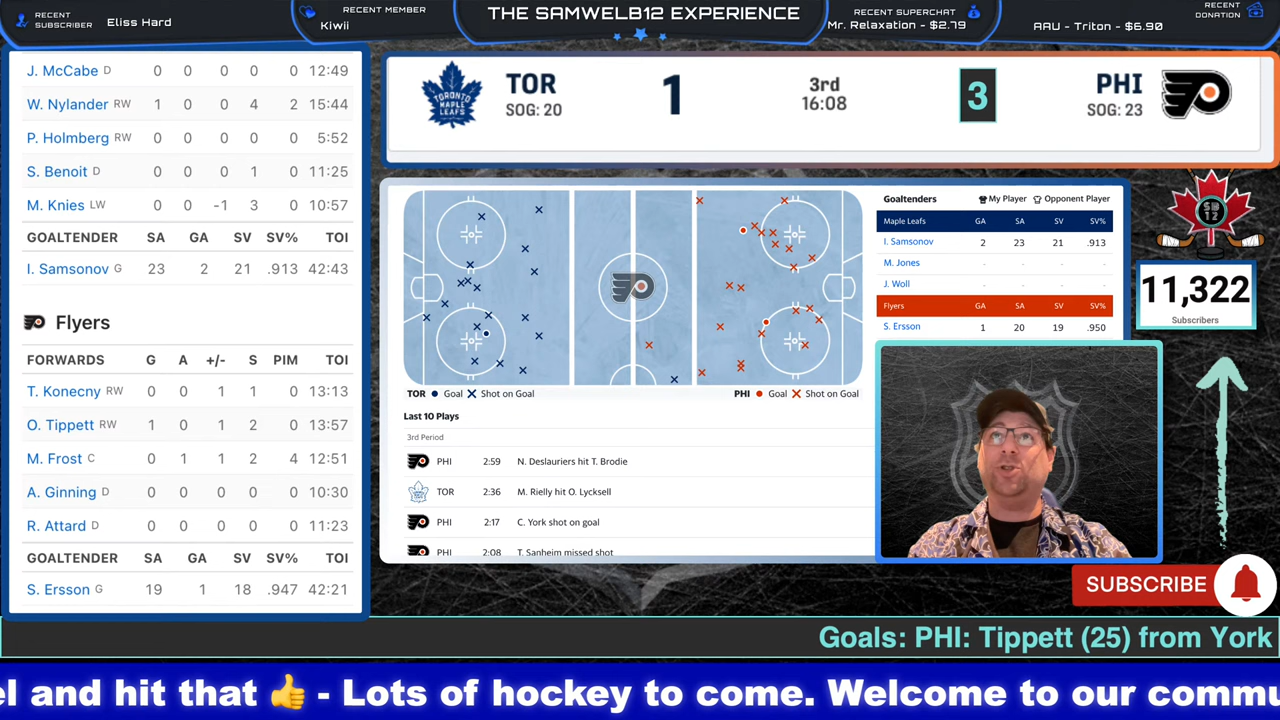 RECENT SUBSCRIBER
Eliss Hard
RECENT MEMBER
Kiwii
THE SAMWELB12 EXPERIENCE
RECENT SUPERCHAT
Mr. Relaxation - $2.79
AAU - Triton - $6.90
RECENT DONATION
J. McCabe D 0 0 0 0 0 12:49
W. Nylander RW 1 0 0 4 2 15:44
P. Holmberg RW 0 0 0 0 0 5:52
S. Benoit D 0 0 0 1 0 11:25
M. Knies LW 0 0 -1 3 0 10:57
GOALTENDER SA GA SV SV% TOI
I. Samsonov G 23 2 21 .913 42:43
Flyers
FORWARDS G A +/- S PIM TOI
T. Konecny RW 0 0 1 1 0 13:13
O. Tippett RW 1 0 1 2 0 13:57
M. Frost C 0 1 1 2 4 12:51
A. Ginning D 0 0 0 0 0 10:30
R. Attard D 0 0 0 0 0 11:23
GOALTENDER SA GA SV SV% TOI
S. Ersson G 19 1 18 .947 42:21
TORONTO MAPLE LEAFS
TOR
SOG: 20
1
3rd
16:08
3
PHI
SOG: 23
TOR Goal Shot on Goal
PHI Goal Shot on Goal
Last 10 Plays
3rd Period
PHI 2:59 N. Deslauriers hit T. Brodie
TOR 2:36 M. Rielly hit O. Lycksell
PHI 2:17 C. York shot on goal
PHI 2:08 T. Sanheim missed shot
Goaltenders My Player Opponent Player
Maple Leafs GA SA SV SV%
I. Samsonov 2 23 21 .913
M. Jones - - - -
J. Woll - - - -
Flyers GA SA SV SV%
S. Ersson 1 20 19 .950
SB
12
11,322
Subscribers
SUBSCRIBE
Goals: PHI: Tippett (25) from York
el and hit that 👍 - Lots of hockey to come. Welcome to our commu